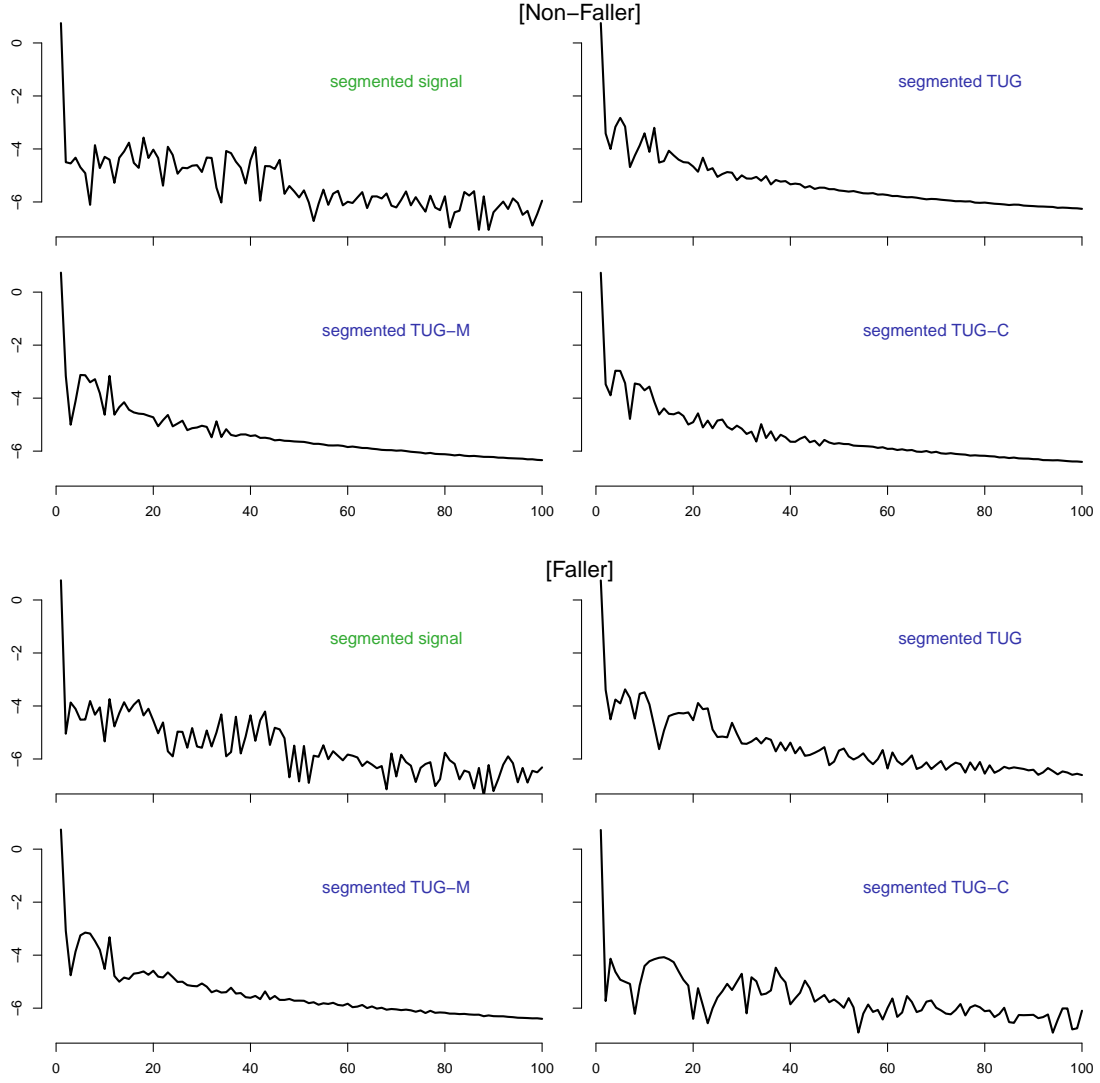 [Non−Faller]
segmented signal
segmented TUG
0
−2
−4
−6
segmented TUG−M
segmented TUG−C
0
−2
−4
−6
0 20 40 60 80 100 0 20 40 60 80 100
[Faller]
segmented signal
segmented TUG
0
−2
−4
−6
segmented TUG−M
segmented TUG−C
0
−2
−4
−6
0 20 40 60 80 100 0 20 40 60 80 100